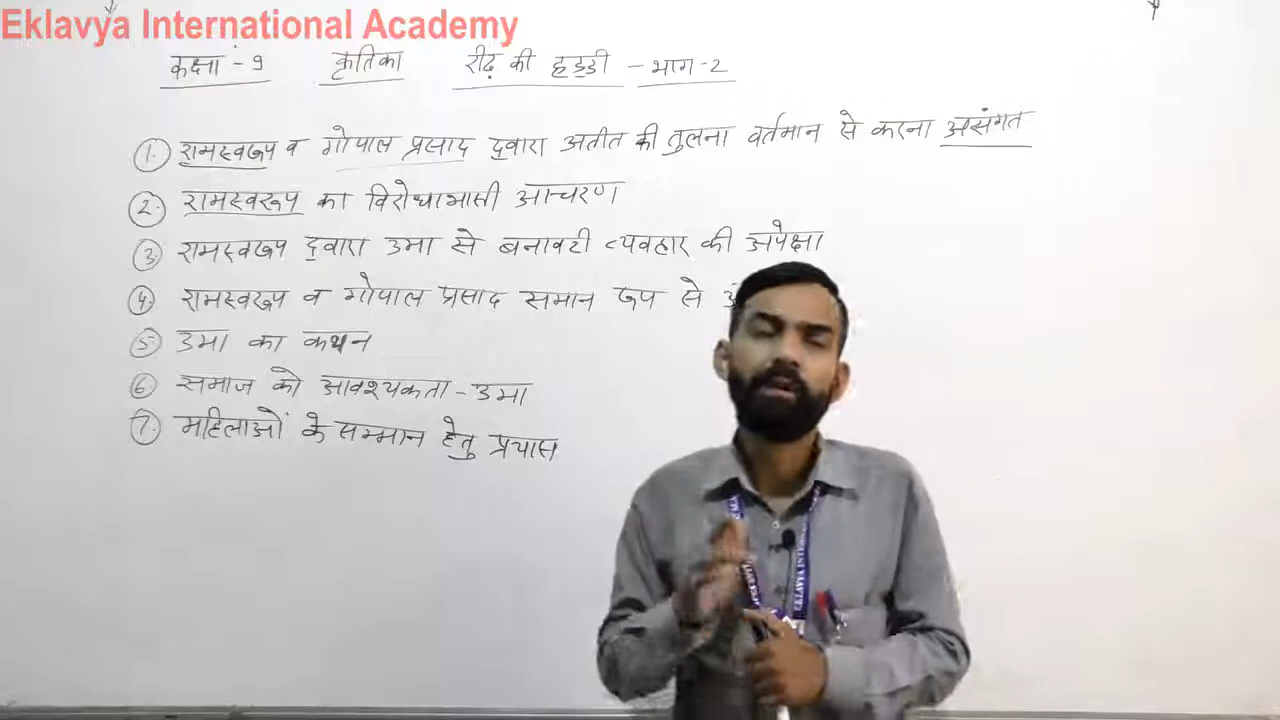 Eklavya International Academy
कक्षा - 9 कृतिका रीढ़ की हड्डी - भाग-2
1. रामस्वरूप व गोपाल प्रसाद द्वारा अतीत की तुलना वर्तमान से करना असंगत
2. रामस्वरूप का विरोधाभासी आचरण
3. रामस्वरूप द्वारा उमा से बनावटी व्यवहार की अपेक्षा
4. रामस्वरूप व गोपाल प्रसाद समान रूप से
5. उमा का कथन
6. समाज को आवश्यकता - उमा
7. महिलाओं के सम्मान हेतु प्रयास
EKLAVYA INTERN